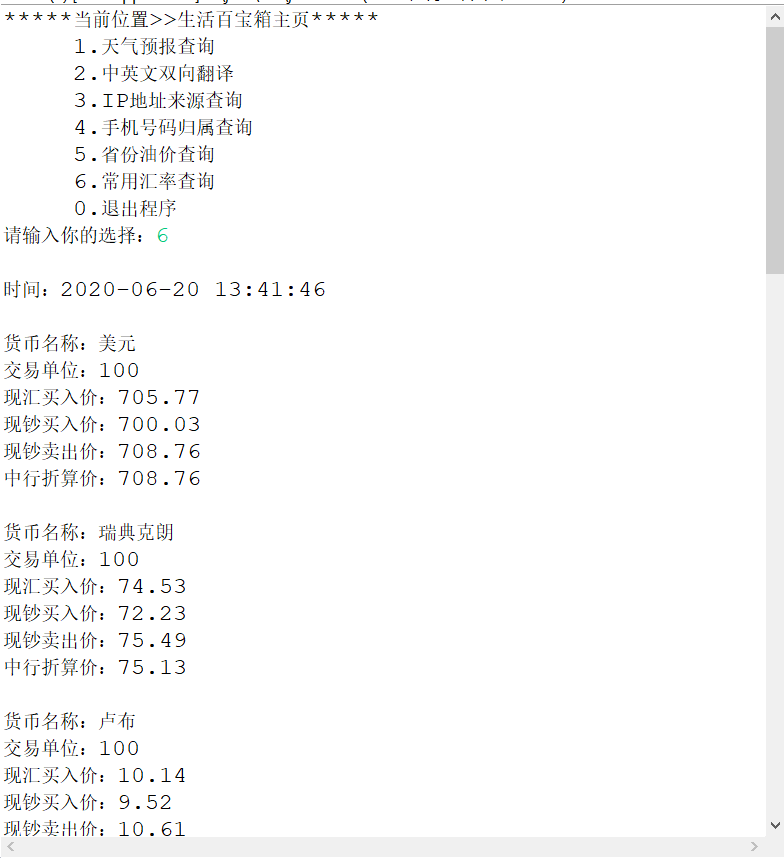 *****当前位置>>生活百宝箱主页*****
1.天气预报查询
2.中英文双向翻译
3.IP地址来源查询
4.手机号码归属查询
5.省份油价查询
6.常用汇率查询
0.退出程序
请输入你的选择：6
时间：2020-06-20 13:41:46
货币名称：美元
交易单位：100
现汇买入价：705.77
现钞买入价：700.03
现钞卖出价：708.76
中行折算价：708.76
货币名称：瑞典克朗
交易单位：100
现汇买入价：74.53
现钞买入价：72.23
现钞卖出价：75.49
中行折算价：75.13
货币名称：卢布
交易单位：100
现汇买入价：10.14
现钞买入价：9.52
现钞卖出价：10.61